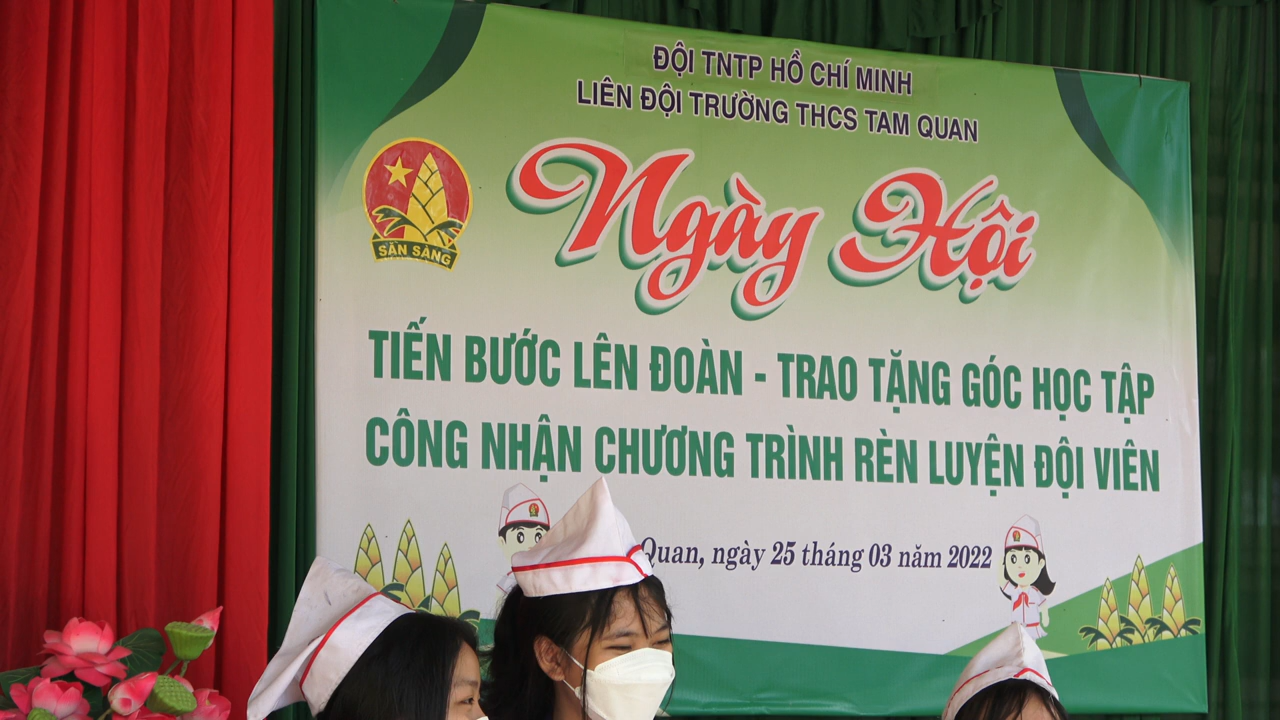 ĐỘI TNTP HỒ CHÍ MINH
LIÊN ĐỘI TRƯỜNG THCS TAM QUAN
SẴN SÀNG
Ngày Hội
TIẾN BƯỚC LÊN ĐOÀN - TRAO TẶNG GÓC HỌC TẬP
CÔNG NHẬN CHƯƠNG TRÌNH RÈN LUYỆN ĐỘI VIÊN
Quan, ngày 25 tháng 03 năm 2022